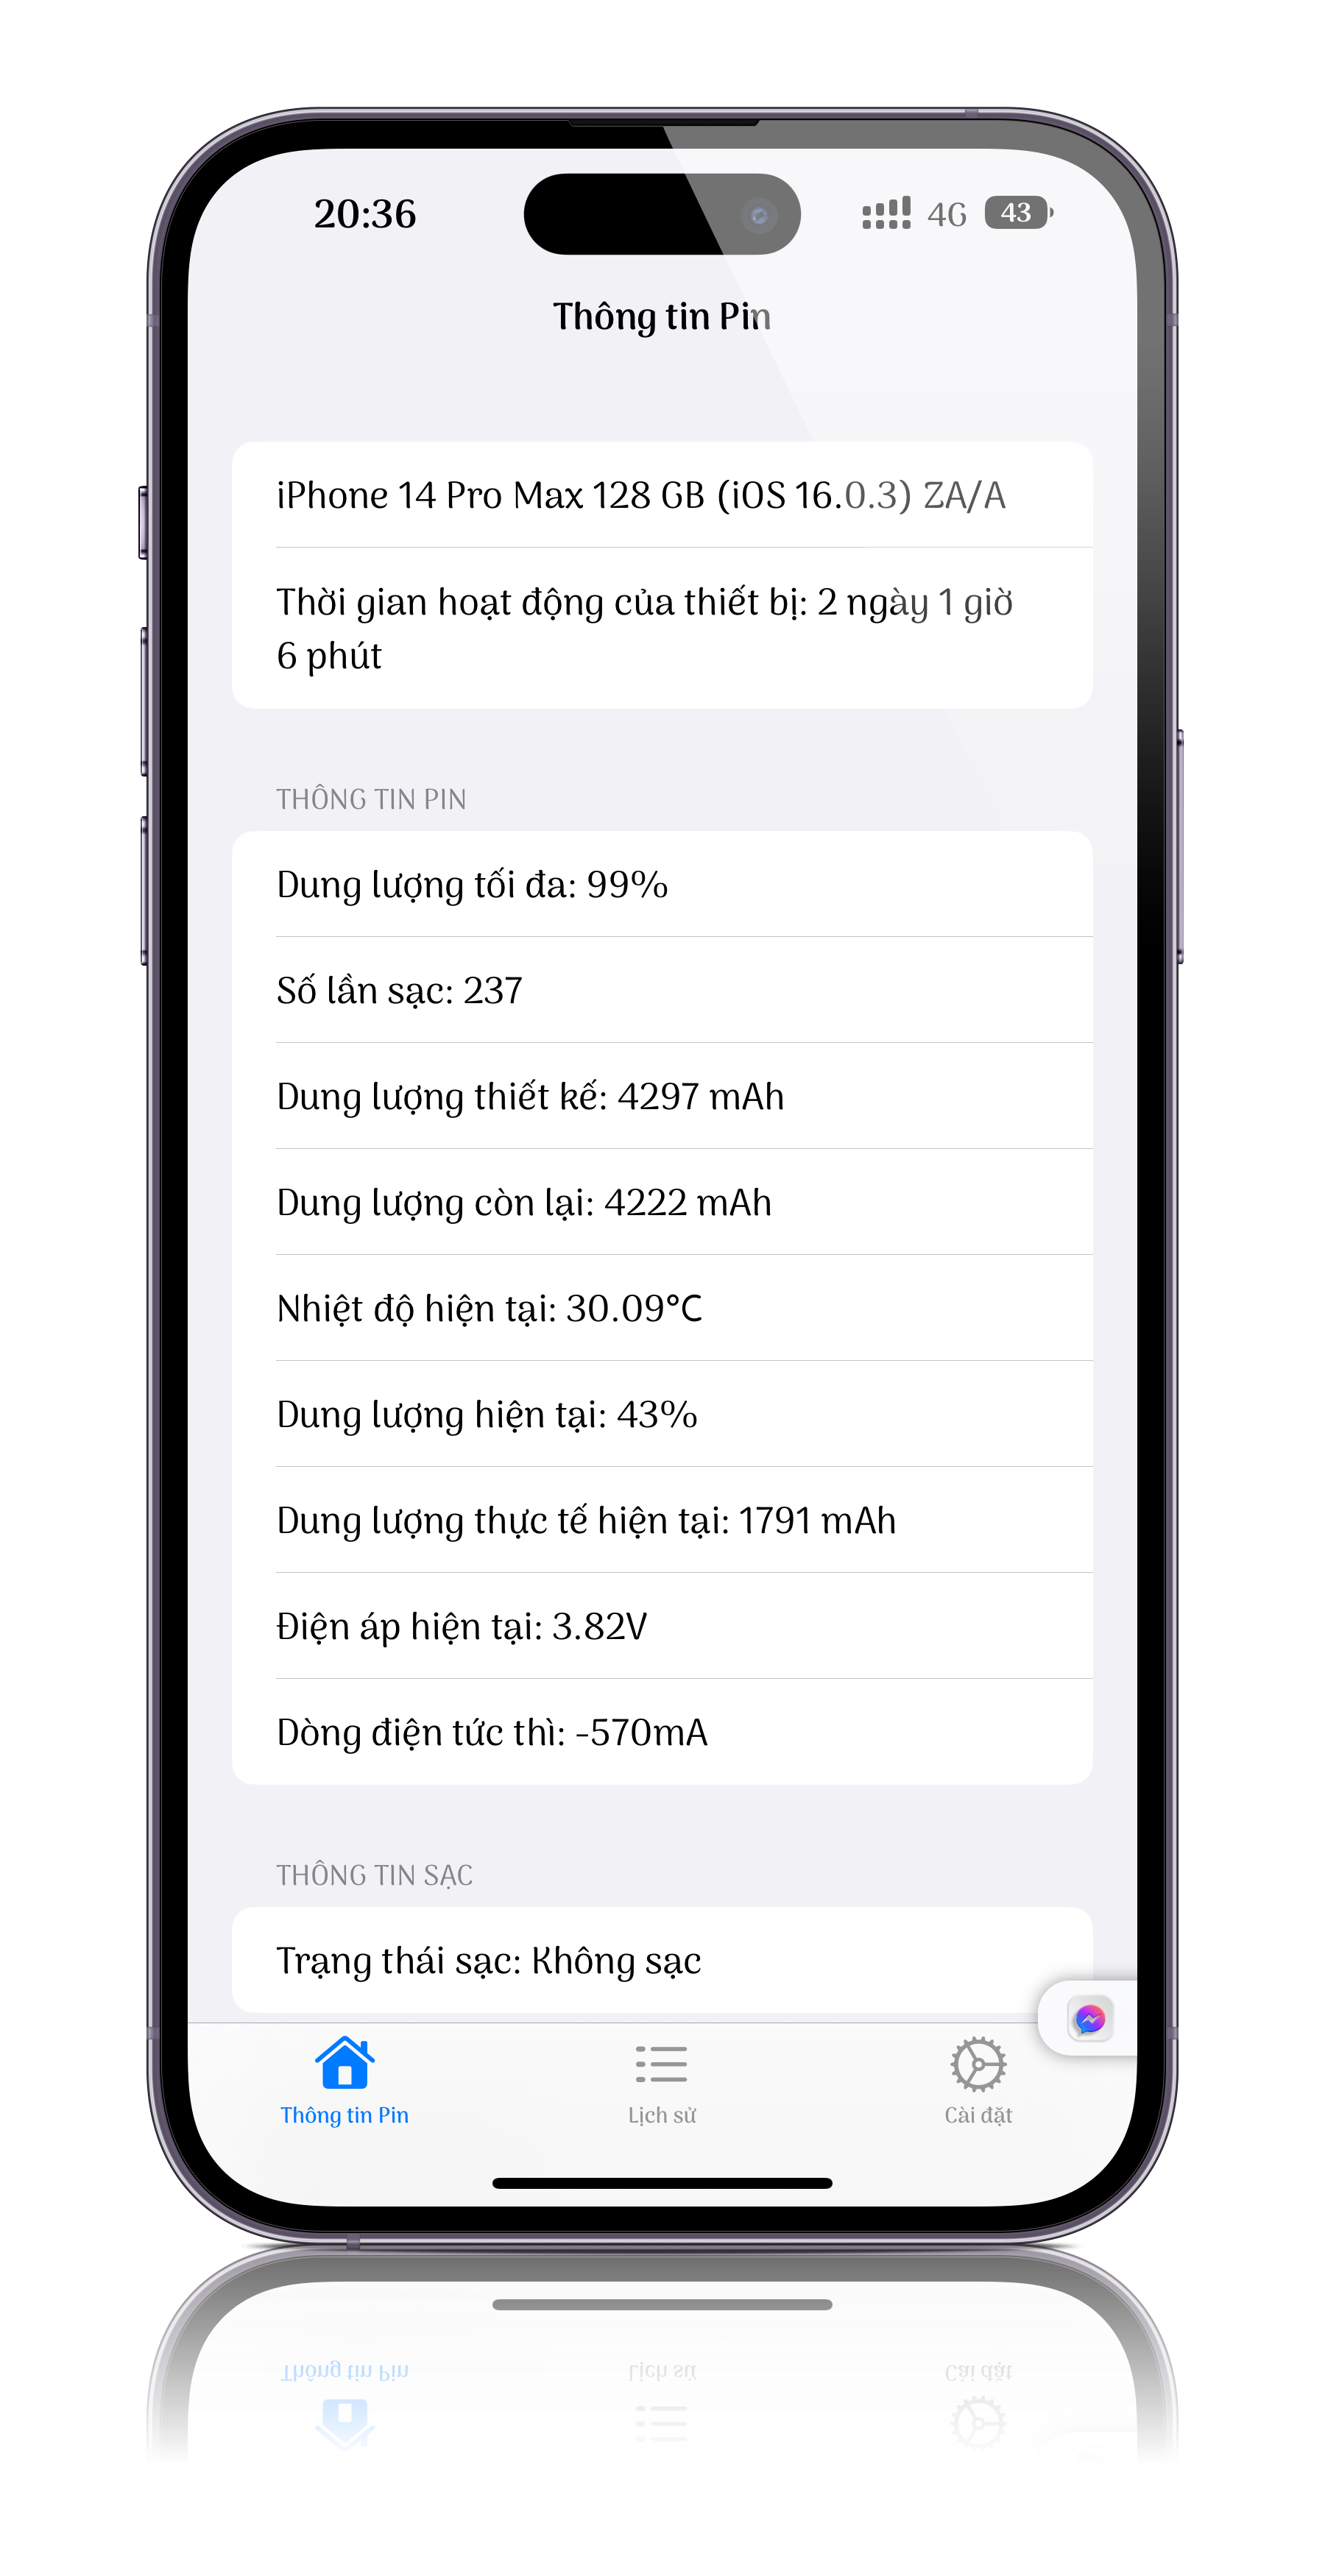 20:36
4G
43
Thông tin Pin
iPhone 14 Pro Max 128 GB (iOS 16.0.3) ZA/A
Thời gian hoạt động của thiết bị: 2 ngày 1 giờ
6 phút
THÔNG TIN PIN
Dung lượng tối đa: 99%
Số lần sạc: 237
Dung lượng thiết kế: 4297 mAh
Dung lượng còn lại: 4222 mAh
Nhiệt độ hiện tại: 30.09°C
Dung lượng hiện tại: 43%
Dung lượng thực tế hiện tại: 1791 mAh
Điện áp hiện tại: 3.82V
Dòng điện tức thì: -570mA
THÔNG TIN SẠC
Trạng thái sạc: Không sạc
Thông tin Pin
Lịch sử
Cài đặt